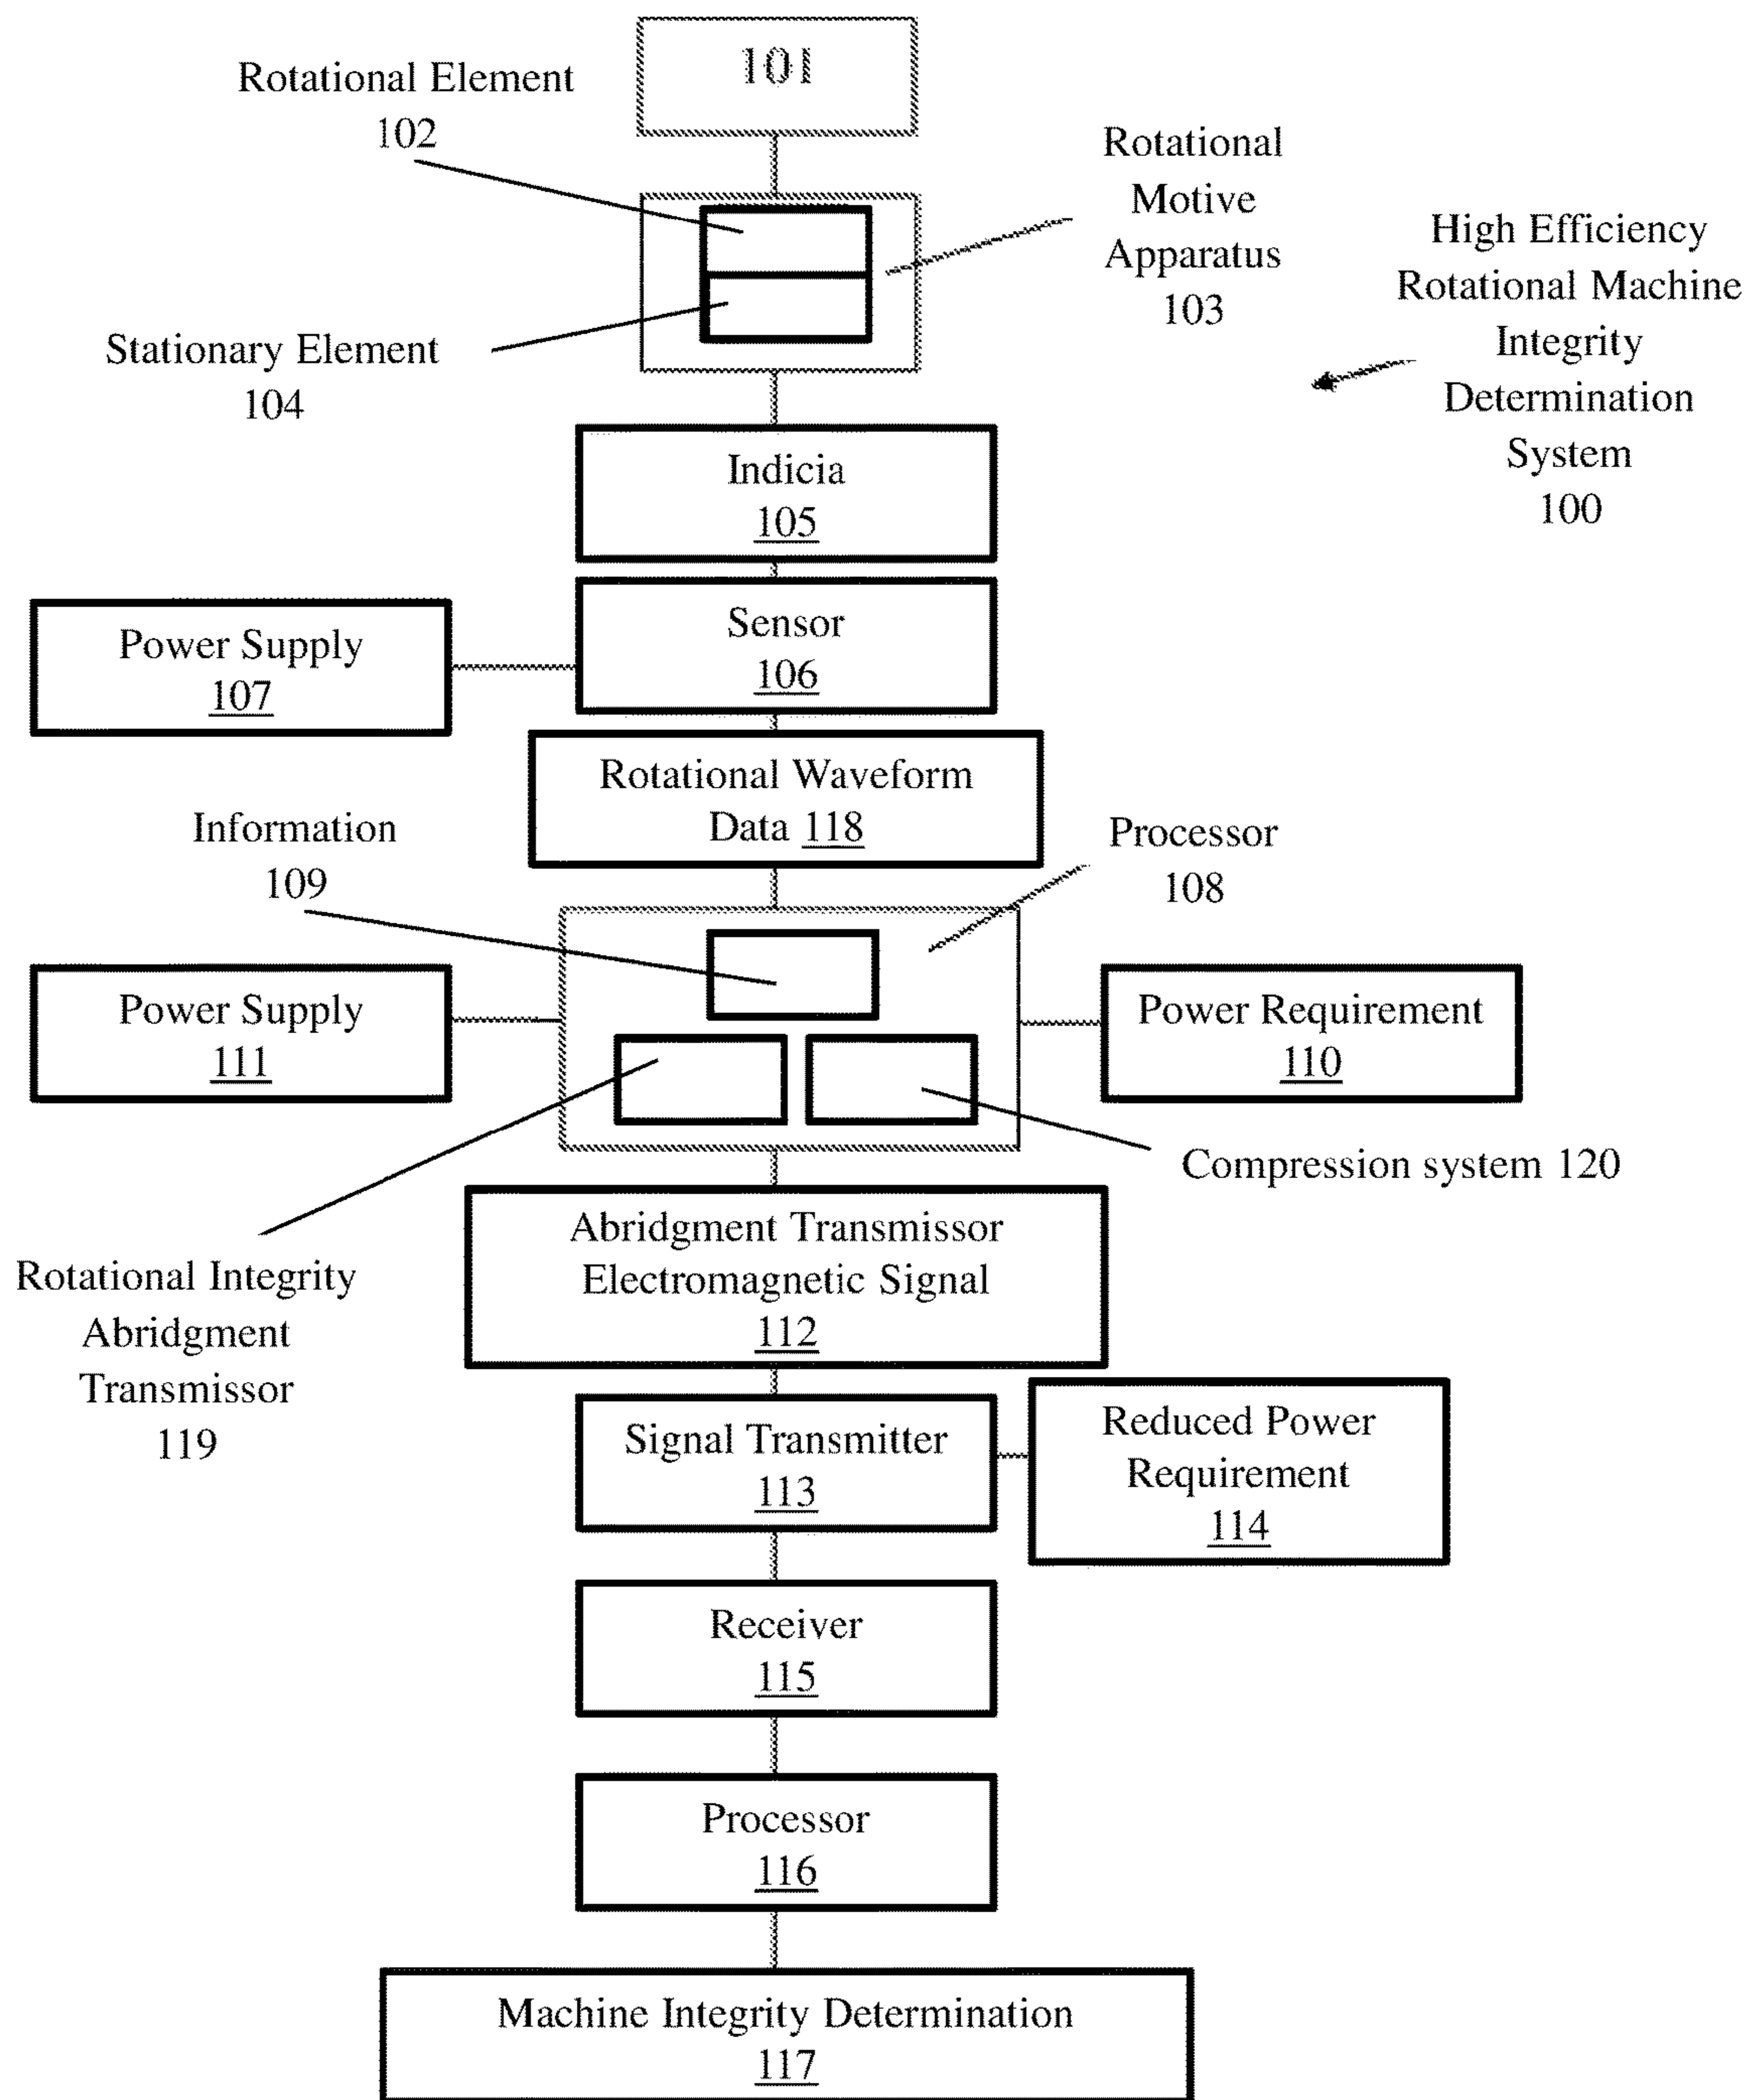 101
Rotational Element
102
Rotational
Motive
Apparatus
103
High Efficiency
Rotational Machine
Integrity
Determination
System
100
Stationary Element
104
Indicia
105
Sensor
106
Power Supply
107
Rotational Waveform
Data 118
Information
109
Processor
108
Power Supply
111
Power Requirement
110
Compression system 120
Rotational Integrity
Abridgment
Transmissor
119
Abridgment Transmissor
Electromagnetic Signal
112
Signal Transmitter
113
Reduced Power
Requirement
114
Receiver
115
Processor
116
Machine Integrity Determination
117